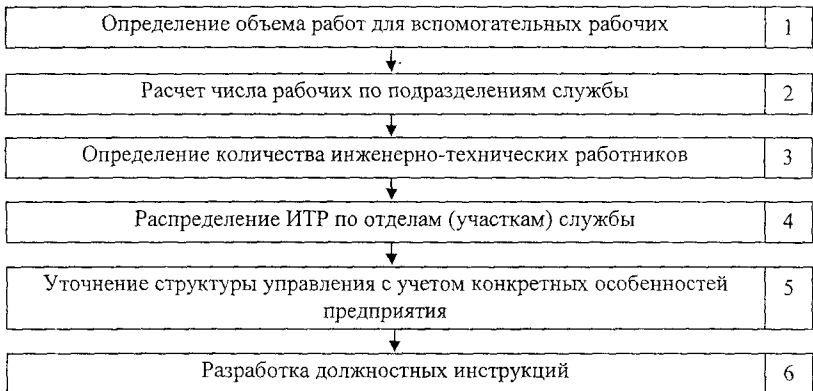 Определение объема работ для вспомогательных рабочих 1
Расчет числа рабочих по подразделениям службы 2
Определение количества инженерно-технических работников 3
Распределение ИТР по отделам (участкам) службы 4
Уточнение структуры управления с учетом конкретных особенностей 5
предприятия
Разработка должностных инструкций 6